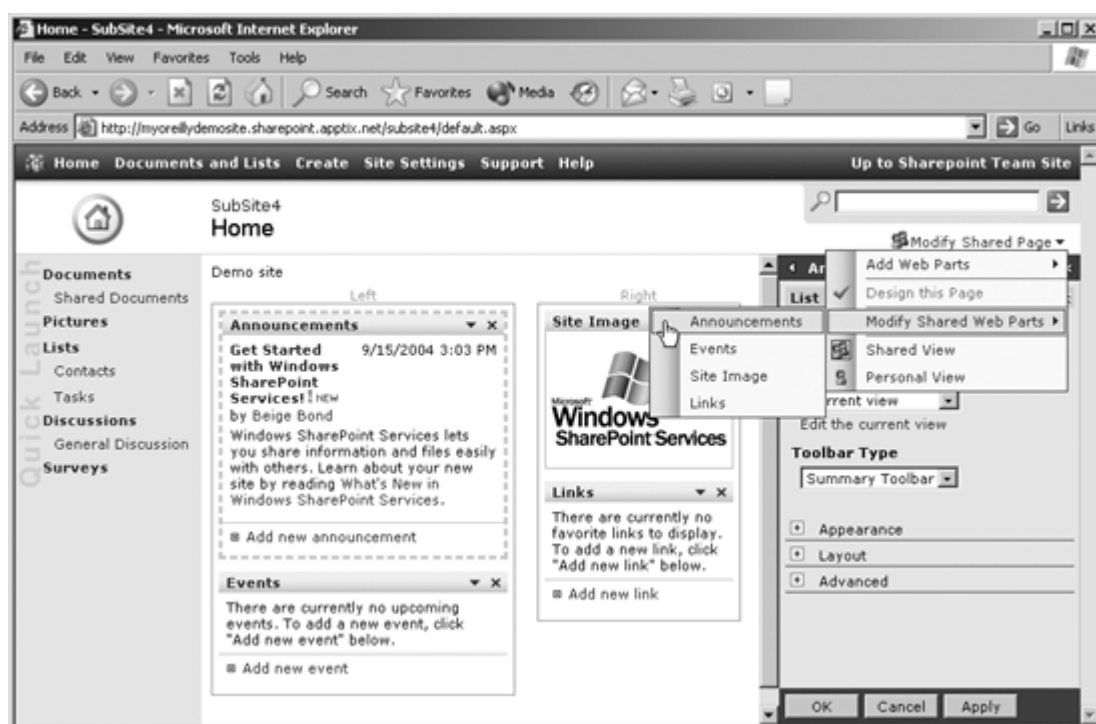 Home - SubSite4 - Microsoft Internet Explorer
File Edit View Favorites Tools Help
Back Search Favorites Media
Address http://myoreillydemosite.sharepoint.apptix.net/subsite4/default.aspx Go Links
Home Documents and Lists Create Site Settings Support Help Up to Sharepoint Team Site
SubSite4
Home
Modify Shared Page
Quick Launch
Documents
Shared Documents
Pictures
Lists
Contacts
Tasks
Discussions
General Discussion
Surveys
Demo site
Left
Announcements
Get Started 9/15/2004 3:03 PM
with Windows
SharePoint
Services! ! NEW
by Beige Bond
Windows SharePoint Services lets
you share information and files easily
with others. Learn about your new
site by reading What's New in
Windows SharePoint Services.
Add new announcement
Events
There are currently no upcoming
events. To add a new event, click
"Add new event" below.
Add new event
Right
Site Image
Microsoft
Windows
SharePoint Services
Links
There are currently no
favorite links to display.
To add a new link, click
"Add new link" below.
Add new link
Announcements
Events
Site Image
Links
Add Web Parts
Design this Page
Modify Shared Web Parts
Shared View
Personal View
An
List
rrent view
Edit the current view
Toolbar Type
Summary Toolbar
Appearance
Layout
Advanced
OK Cancel Apply